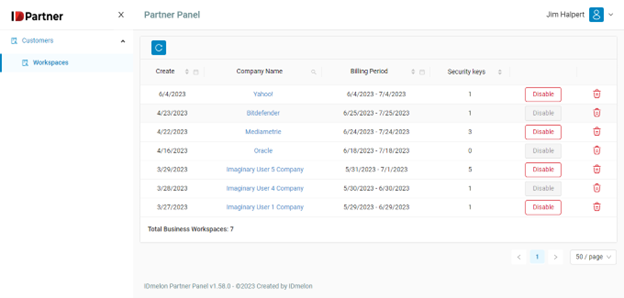 IDPartner
Partner Panel
Jim Halpert
Customers
Workspaces
Create Company Name Billing Period Security keys
6/4/2023 Yahoo! 6/4/2023 - 7/4/2023 1 Disable
4/23/2023 Bitdefender 6/25/2023 - 7/25/2023 1 Disable
4/22/2023 Mediametrie 6/24/2023 - 7/24/2023 3 Disable
4/16/2023 Oracle 6/18/2023 - 7/18/2023 0 Disable
3/29/2023 Imaginary User 5 Company 5/31/2023 - 7/1/2023 5 Disable
3/28/2023 Imaginary User 4 Company 5/30/2023 - 6/30/2023 1 Disable
3/27/2023 Imaginary User 1 Company 5/29/2023 - 6/29/2023 1 Disable
Total Business Workspaces: 7
1 50 / page
IDmelon Partner Panel v1.58.0 - ©2023 Created by IDmelon